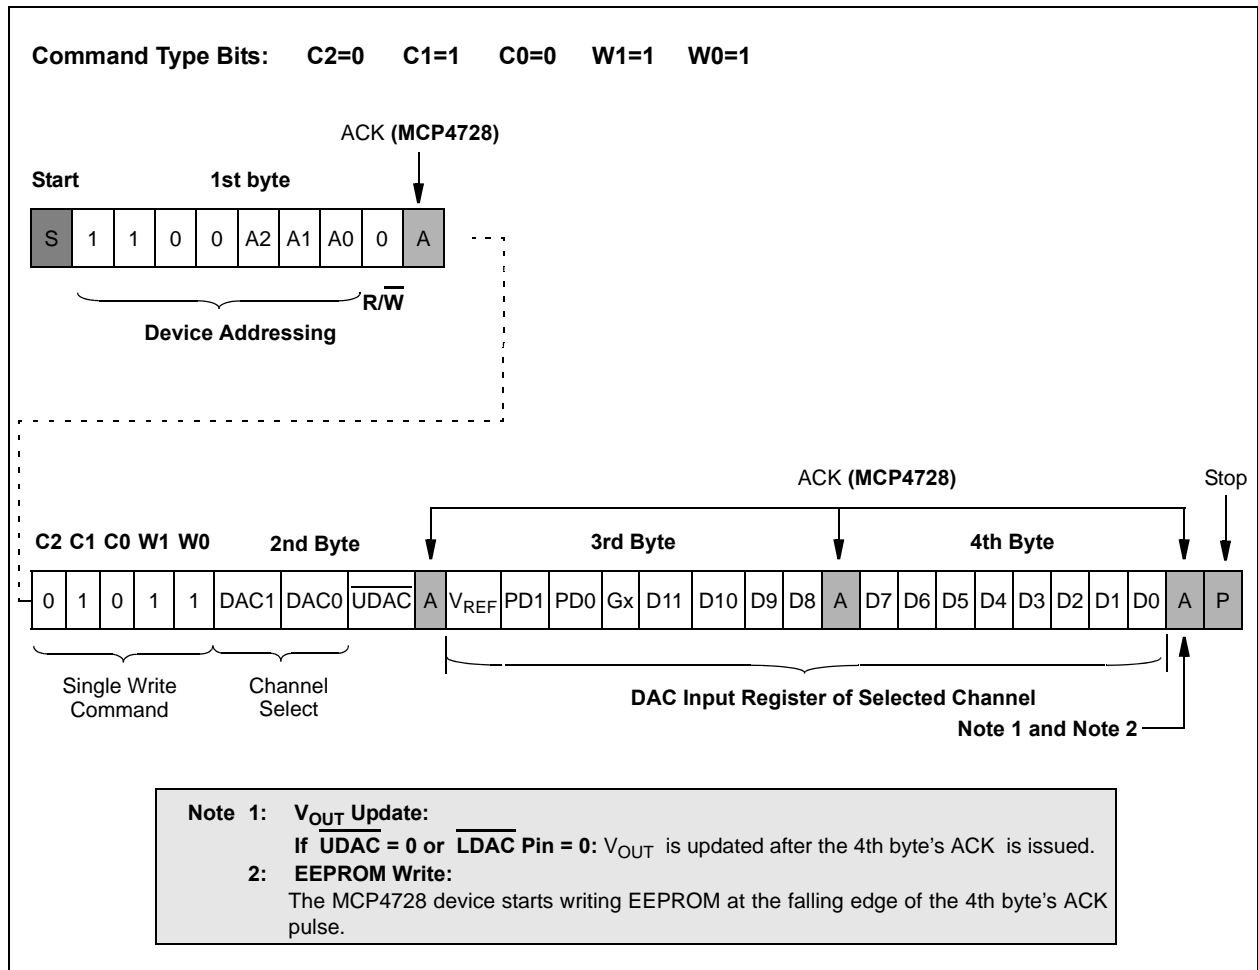 Command Type Bits: C2=0 C1=1 C0=0 W1=1 W0=1
ACK (MCP4728)
Start 1st byte
S 1 1 0 0 A2 A1 A0 0 A
R/W
Device Addressing
ACK (MCP4728) Stop
C2 C1 C0 W1 W0 2nd Byte 3rd Byte 4th Byte
0 1 0 1 1 DAC1 DAC0 UDAC A VREF PD1 PD0 Gx D11 D10 D9 D8 A D7 D6 D5 D4 D3 D2 D1 D0 A P
Single Write
Command
Channel
Select
DAC Input Register of Selected Channel
Note 1 and Note 2
Note 1: VOUT Update:
If UDAC = 0 or LDAC Pin = 0: VOUT is updated after the 4th byte's ACK is issued.
2: EEPROM Write:
The MCP4728 device starts writing EEPROM at the falling edge of the 4th byte's ACK
pulse.